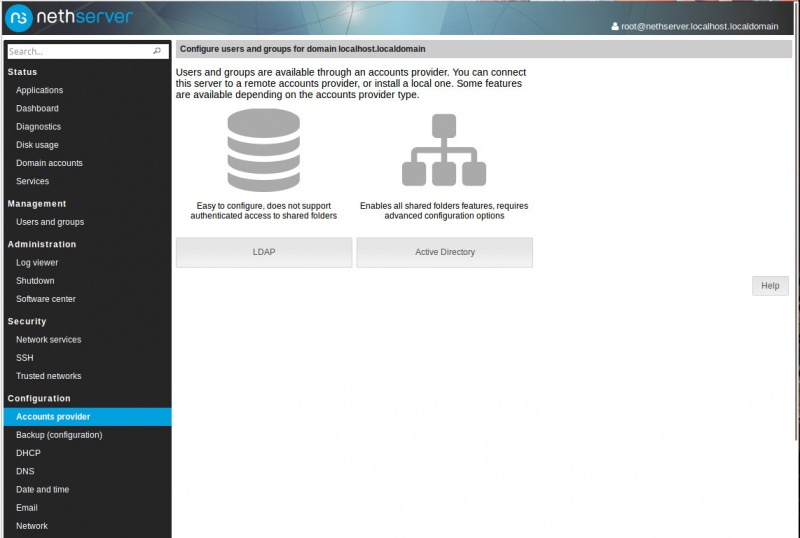 nethserver
root@nethserver.localhost.localdomain
Search...
Status
Applications
Dashboard
Diagnostics
Disk usage
Domain accounts
Services
Management
Users and groups
Administration
Log viewer
Shutdown
Software center
Security
Network services
SSH
Trusted networks
Configuration
Accounts provider
Backup (configuration)
DHCP
DNS
Date and time
Email
Network
Configure users and groups for domain localhost.localdomain
Users and groups are available through an accounts provider. You can connect
this server to a remote accounts provider, or install a local one. Some features
are available depending on the accounts provider type.
Easy to configure, does not support
authenticated access to shared folders
Enables all shared folders features, requires
advanced configuration options
LDAP
Active Directory
Help